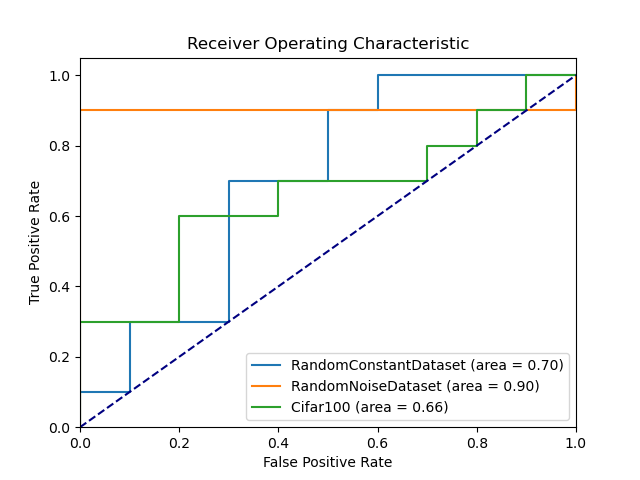 Receiver Operating Characteristic
True Positive Rate
1.0
0.8
0.6
0.4
0.2
0.0
RandomConstantDataset (area = 0.70)
RandomNoiseDataset (area = 0.90)
Cifar100 (area = 0.66)
0.0 0.2 0.4 0.6 0.8 1.0
False Positive Rate